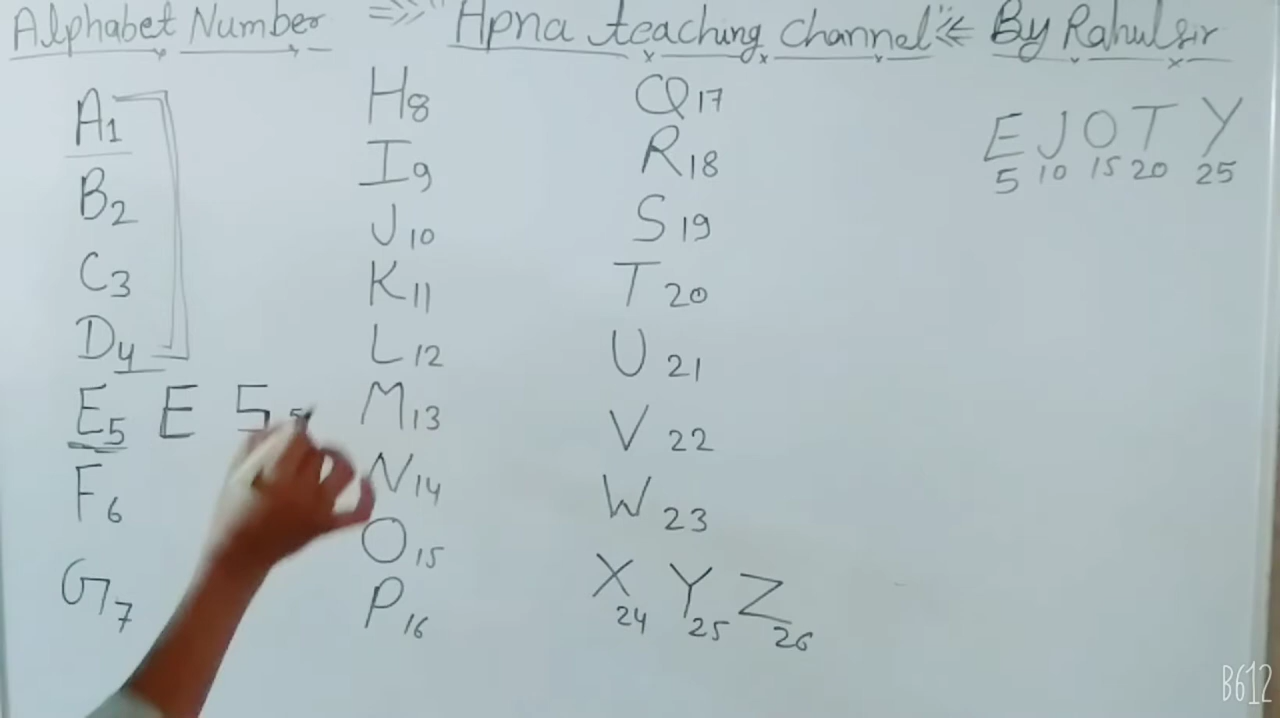 Alphabet Number "Apna teaching channel" By Rahul sir
A1
B2
C3
D4
E5 E 5 5
F6
G7
H8
I9
J10
K11
L12
M13
N14
O15
P16
Q17
R18
S19
T20
U21
V22
W23
X Y Z
24 25 26
E J O T Y
5 10 15 20 25
B612